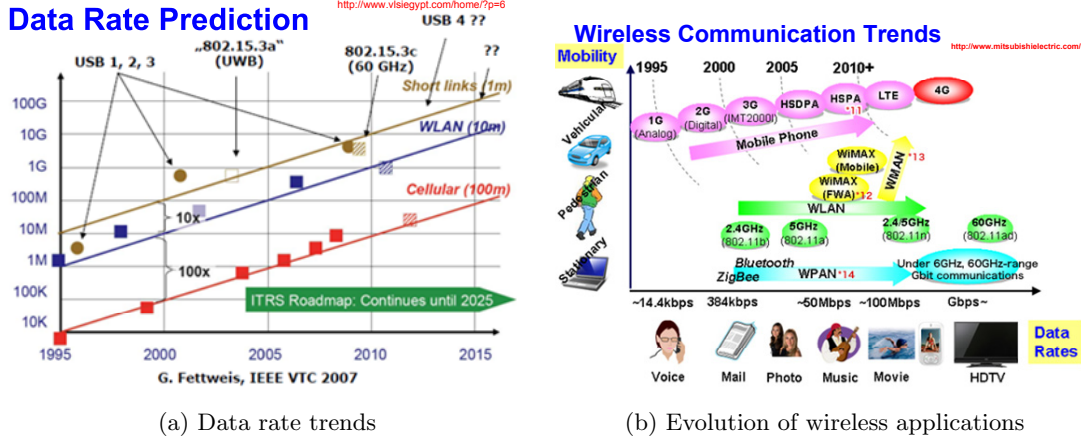 http://www.vlsiegypt.com/home/?p=6
Data Rate Prediction
USB 4 ??
„802.15.3a“
(UWB)
802.15.3c
(60 GHz)
??
USB 1, 2, 3
Short links (1m)
100G
WLAN (10m)
10G
1G
Cellular (100m)
100M
10x
10M
1M
100x
100K
ITRS Roadmap: Continues until 2025
10K
1995
2000
2005
2010
2015
G. Fettweis, IEEE VTC 2007
(a) Data rate trends
Wireless Communication Trends
http://www.mitsubishielectric.com/
Mobility
1995
2000
2005
2010+
Vehicular
1G
(Analog)
2G
(Digital)
3G
(IMT2000)
HSDPA
HSPA
*11
LTE
4G
Mobile Phone
WiMAX
(Mobile)
WMAN
*13
Pedestrian
WiMAX
(FWA)
*12
WLAN
2.4GHz
(802.11b)
5GHz
(802.11a)
2.4/5GHz
(802.11n)
60GHz
(802.11ad)
Stationary
Bluetooth
ZigBee
WPAN *14
Under 6GHz, 60GHz-range
Gbit communications
~14.4kbps
384kbps
~50Mbps
~100Mbps
Gbps~
Data
Rates
Voice
Mail
Photo
Music
Movie
HDTV
(b) Evolution of wireless applications